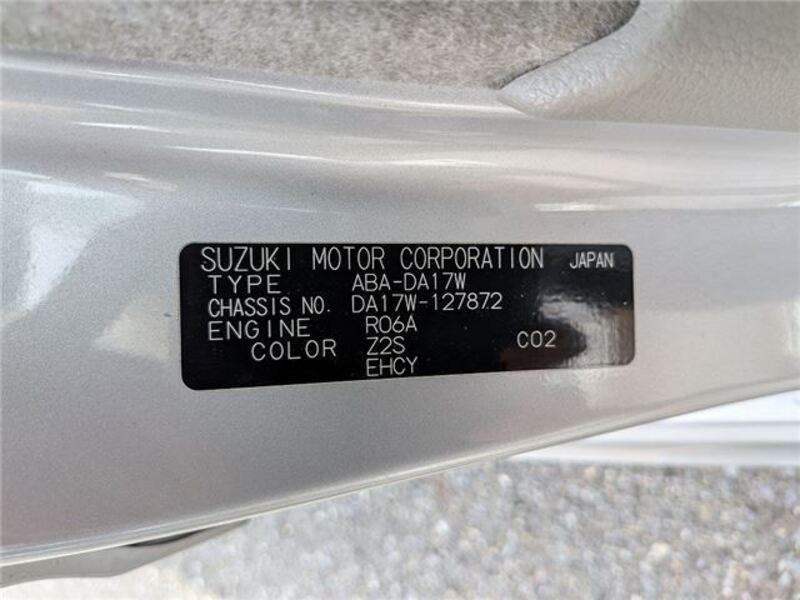 SUZUKI MOTOR CORPORATION JAPAN
TYPE ABA-DA17W
CHASSIS NO. DA17W-127872
ENGINE R06A
COLOR Z2S C02
EHCY